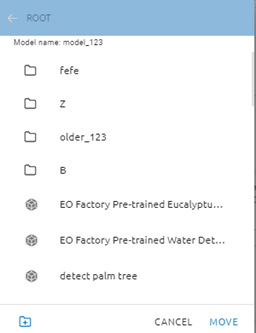 ROOT
Model name: model_123
fefe
Z
older_123
B
EO Factory Pre-trained Eucalyptu...
EO Factory Pre-trained Water Det...
detect palm tree
CANCEL MOVE